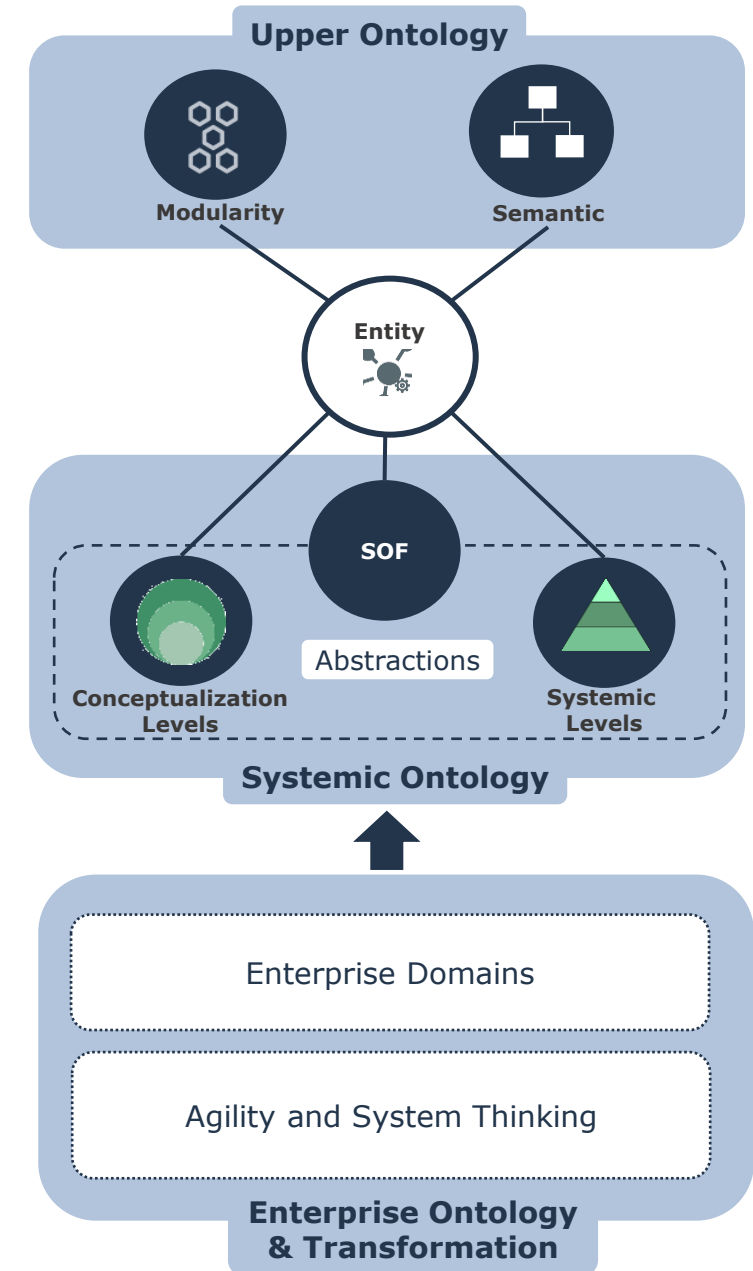 Upper Ontology
Modularity
Semantic
Entity
SOF
Abstractions
Conceptualization
Levels
Systemic
Levels
Systemic Ontology
Enterprise Domains
Agility and System Thinking
Enterprise Ontology
& Transformation